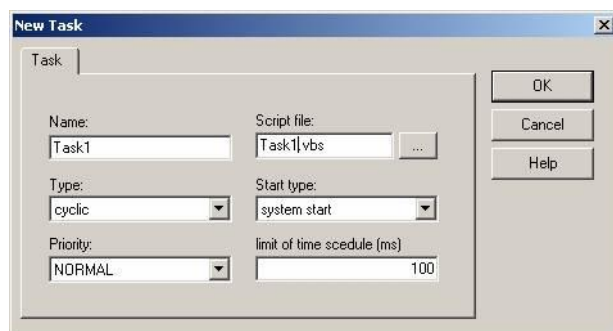 New Task
Task
OK
Name:
Script file:
Task1
Task1.vbs
...
Cancel
Help
Type:
Start type:
cyclic
system start
Priority:
limit of time scedule (ms)
NORMAL
100